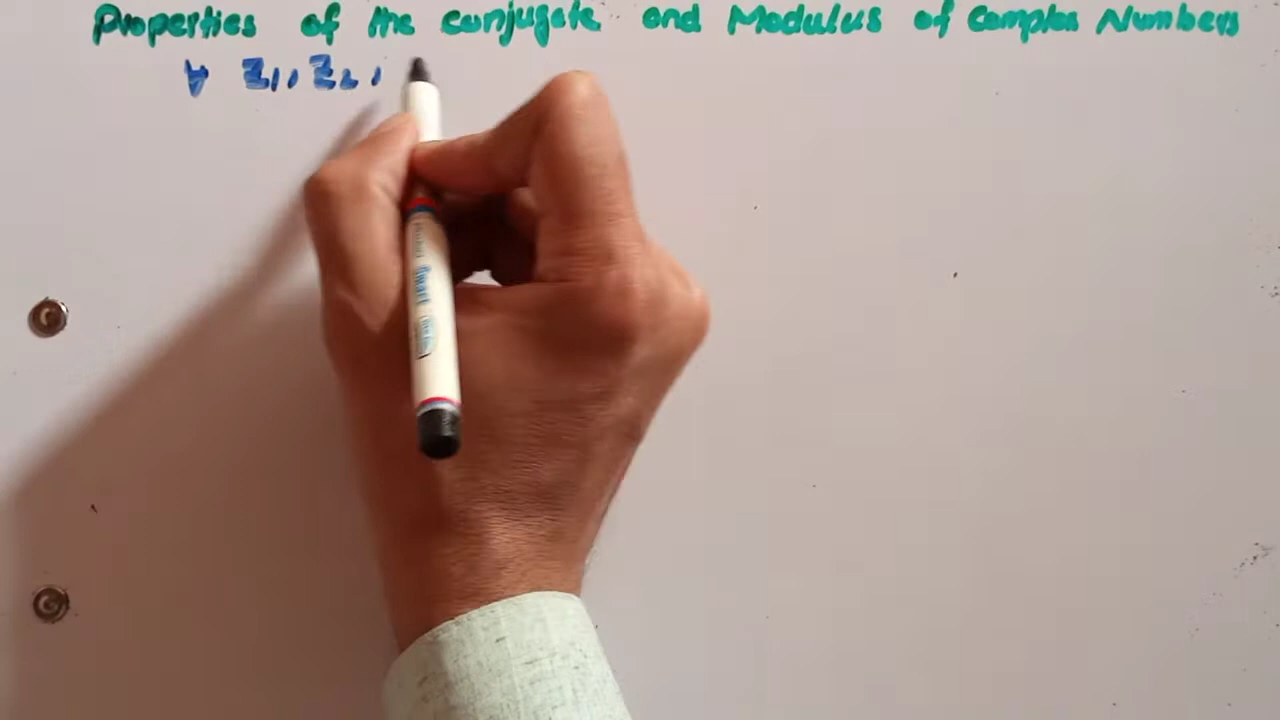 Properties of the conjugate and Modulus of Complex Numbers
∀ z₁, z₂,